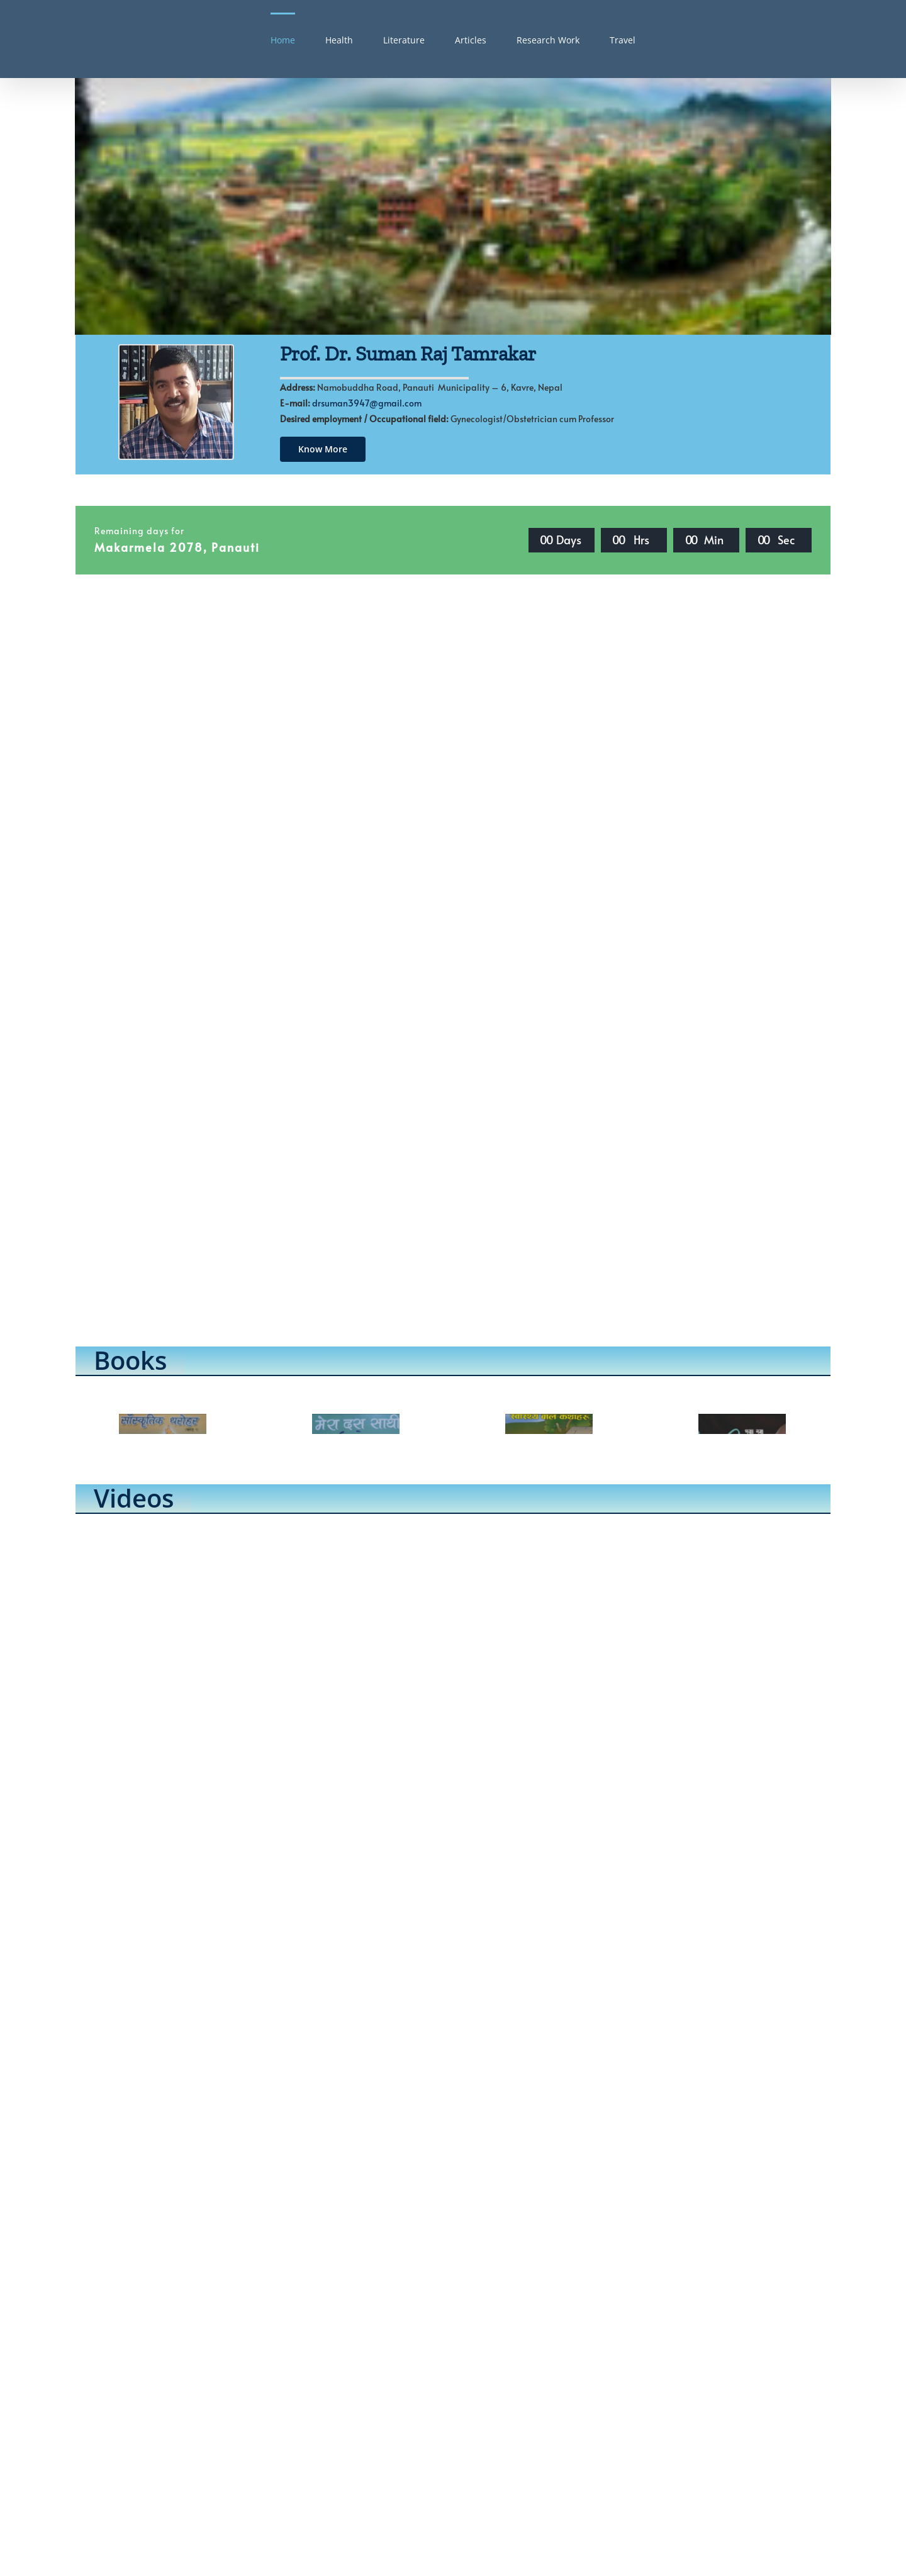 Home Health Literature Articles Research Work Travel
Prof. Dr. Suman Raj Tamrakar
Address: Namobuddha Road, Panauti Municipality – 6, Kavre, Nepal
E-mail: drsuman3947@gmail.com
Desired employment / Occupational field: Gynecologist/Obstetrician cum Professor
Know More
Remaining days for
Makarmela 2078, Panauti
00 Days 00 Hrs 00 Min 00 Sec
Books
साँस्कृतिक धरोहर
मेरा दस साथी
Videos